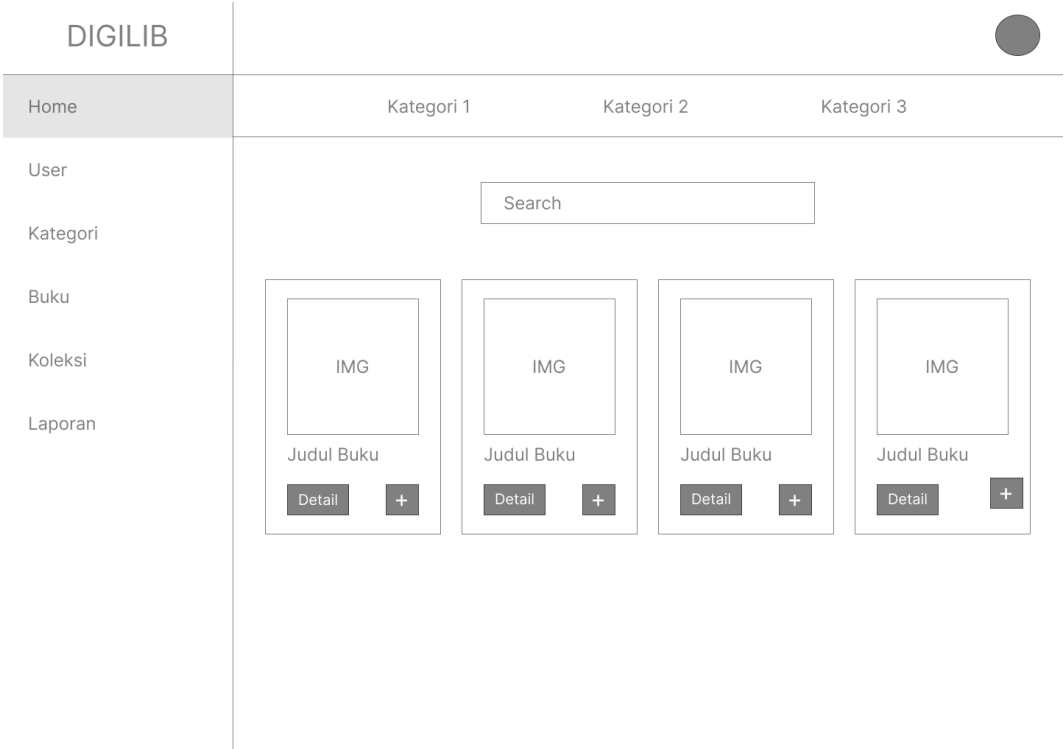 DIGILIB
Home
User
Kategori
Buku
Koleksi
Laporan
Kategori 1 Kategori 2 Kategori 3
Search
IMG IMG IMG IMG
Judul Buku Judul Buku Judul Buku Judul Buku
Detail + Detail + Detail + Detail +